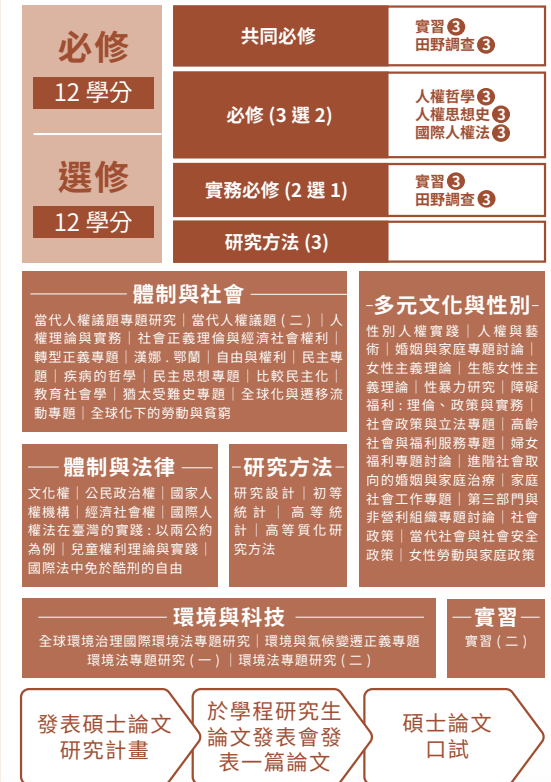 必修
12 學分
選修
12 學分
共同必修
實習 3
田野調查 3
必修 (3 選 2)
人權哲學 3
人權思想史 3
國際人權法 3
實務必修 (2 選 1)
實習 3
田野調查 3
研究方法 (3)
體制與社會
當代人權議題專題研究｜當代人權議題 ( 二 )｜人
權理論與實務｜社會正義理倫與經濟社會權利｜
轉型正義專題｜漢娜 . 鄂蘭｜自由與權利｜民主專
題｜疾病的哲學｜民主思想專題｜比較民主化｜
教育社會學｜猶太受難史專題｜全球化與遷移流
動專題｜全球化下的勞動與貧窮
多元文化與性別
性別人權實踐｜人權與藝
術｜婚姻與家庭專題討論｜
女性主義理論｜生態女性主
義理論｜性暴力研究｜障礙
福利 : 理倫、政策與實務｜
社會政策與立法專題｜高齡
社會與福利服務專題｜婦女
福利專題討論｜進階社會取
向的婚姻與家庭治療｜家庭
社會工作專題｜第三部門與
非營利組織專題討論｜社會
政策｜當代社會與社會安全
政策｜女性勞動與家庭政策
體制與法律
文化權｜公民政治權｜國家人
權機構｜經濟社會權｜國際人
權法在臺灣的實踐 : 以兩公約
為例｜兒童權利理論與實踐｜
國際法中免於酷刑的自由
研究方法
研究設計｜初等
統計｜高等統
計｜高等質化研
究方法
環境與科技
全球環境治理國際環境法專題研究｜環境與氣候變遷正義專題
環境法專題研究 ( 一 )｜環境法專題研究 ( 二 )
實習
實習 ( 二 )
發表碩士論文
研究計畫
於學程研究生
論文發表會發
表一篇論文
碩士論文
口試